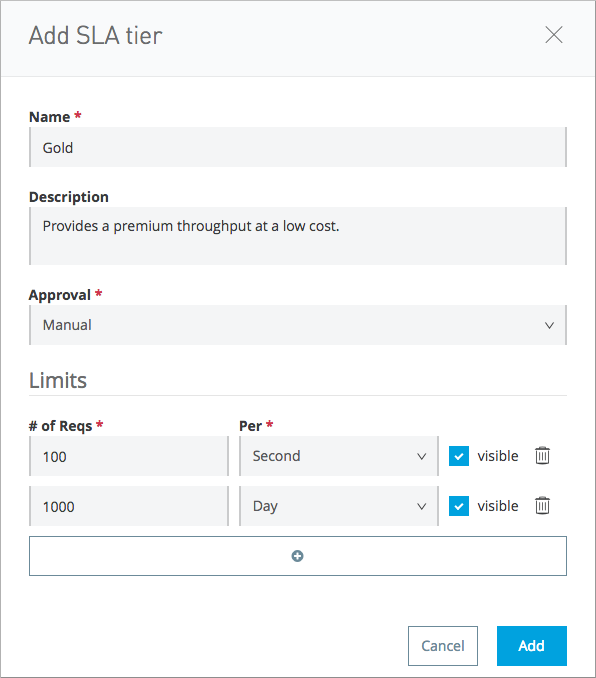 Add SLA tier
Name *
Gold
Description
Provides a premium throughput at a low cost.
Approval *
Manual
Limits
# of Reqs * Per *
100 Second visible
1000 Day visible
Cancel Add